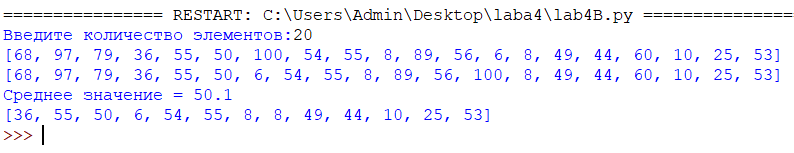 ================ RESTART: C:\Users\Admin\Desktop\laba4\lab4B.py ===============
Введите количество элементов:20
[68, 97, 79, 36, 55, 50, 100, 54, 55, 8, 89, 56, 6, 8, 49, 44, 60, 10, 25, 53]
[68, 97, 79, 36, 55, 50, 6, 54, 55, 8, 89, 56, 100, 8, 49, 44, 60, 10, 25, 53]
Среднее значение = 50.1
[36, 55, 50, 6, 54, 55, 8, 8, 49, 44, 10, 25, 53]
>>>